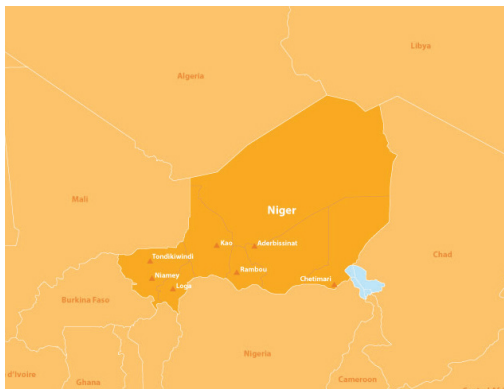 Libya
Algeria
Mali
Niger
Kao
Aderbissinat
Tondikiwindi
Chad
Rambou
Niamey
Chetimari
Loga
Burkina Faso
Nigeria
d'Ivoire
Ghana
Cameroon